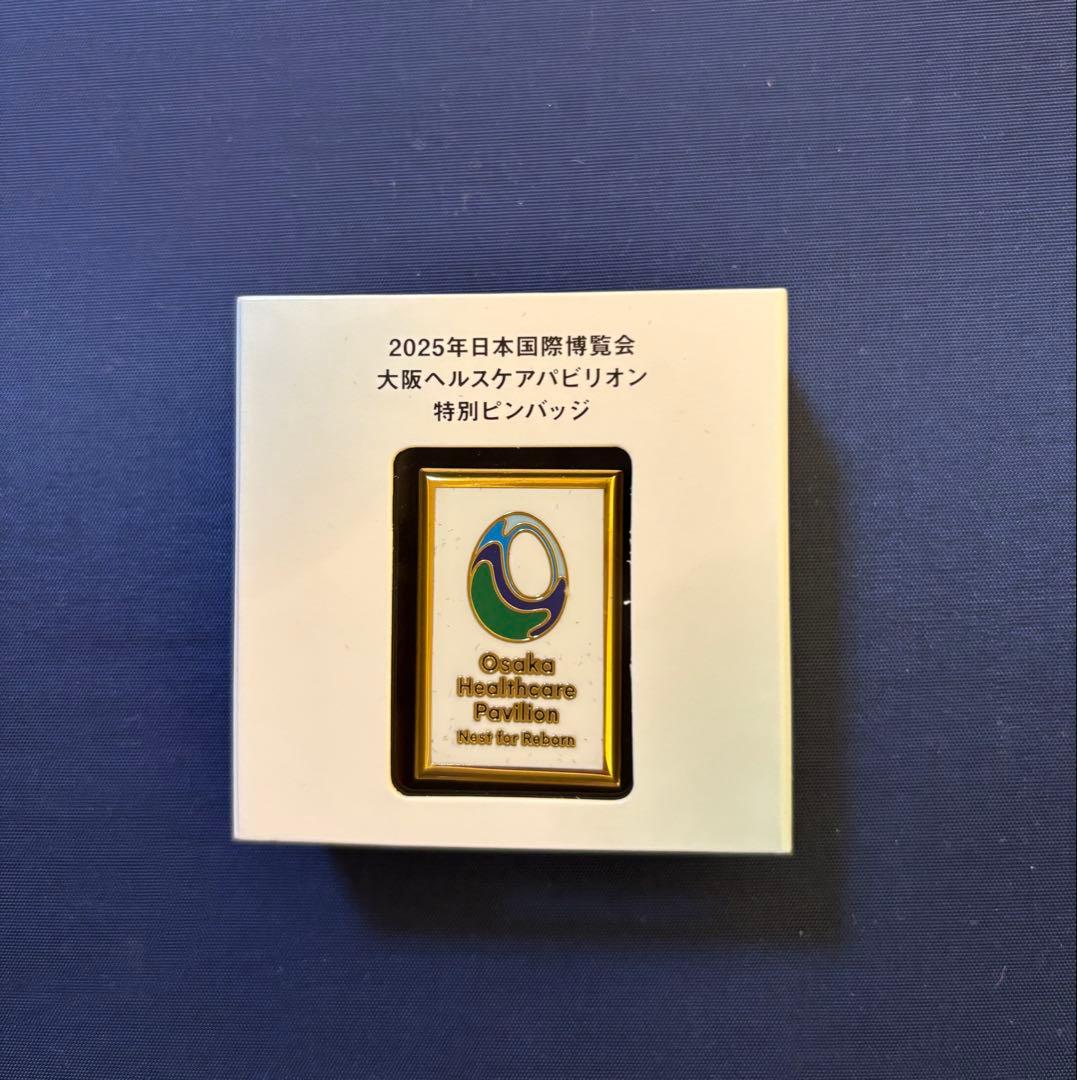 2025年日本国際博覧会
大阪ヘルスケアパビリオン
特別ピンバッジ
Osaka
Healthcare
Pavilion
Nest for Reborn